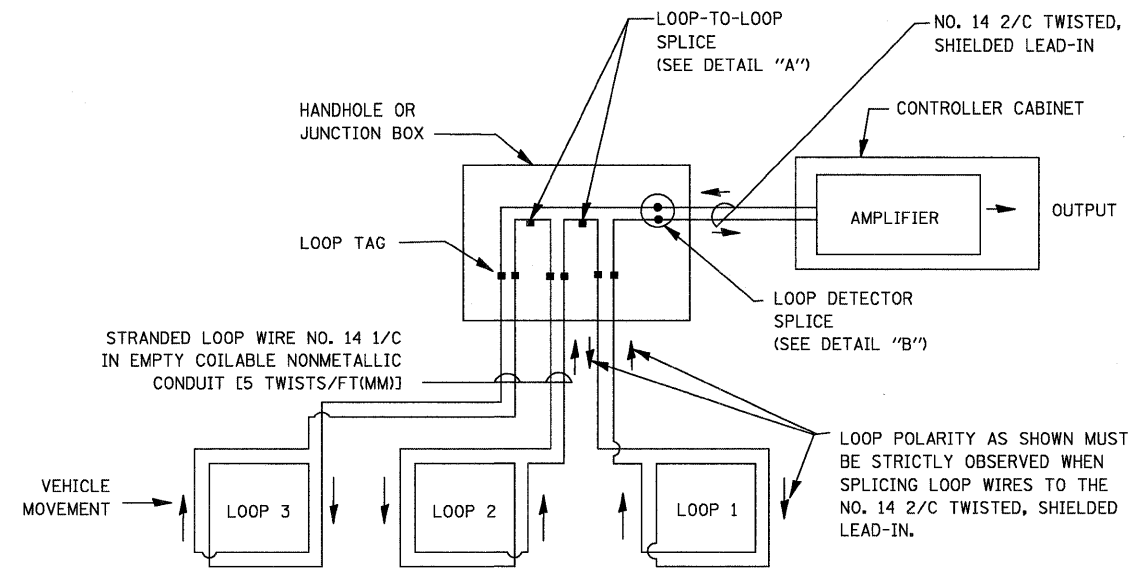 LOOP-TO-LOOP
SPLICE
(SEE DETAIL "A")
NO. 14 2/C TWISTED,
SHIELDED LEAD-IN
HANDHOLE OR
JUNCTION BOX
CONTROLLER CABINET
AMPLIFIER
OUTPUT
LOOP TAG
LOOP DETECTOR
SPLICE
(SEE DETAIL "B")
STRANDED LOOP WIRE NO. 14 1/C
IN EMPTY COILABLE NONMETALLIC
CONDUIT [5 TWISTS/FT(MM)]
LOOP POLARITY AS SHOWN MUST
BE STRICTLY OBSERVED WHEN
SPLICING LOOP WIRES TO THE
NO. 14 2/C TWISTED, SHIELDED
LEAD-IN.
VEHICLE
MOVEMENT
LOOP 3
LOOP 2
LOOP 1